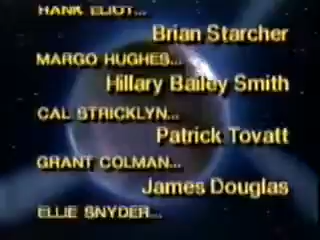 HANK ELIOT...
Brian Starcher
MARGO HUGHES...
Hillary Bailey Smith
CAL STRICKLYN...
Patrick Tovatt
GRANT COLMAN...
James Douglas
ELLIE SNYDER...